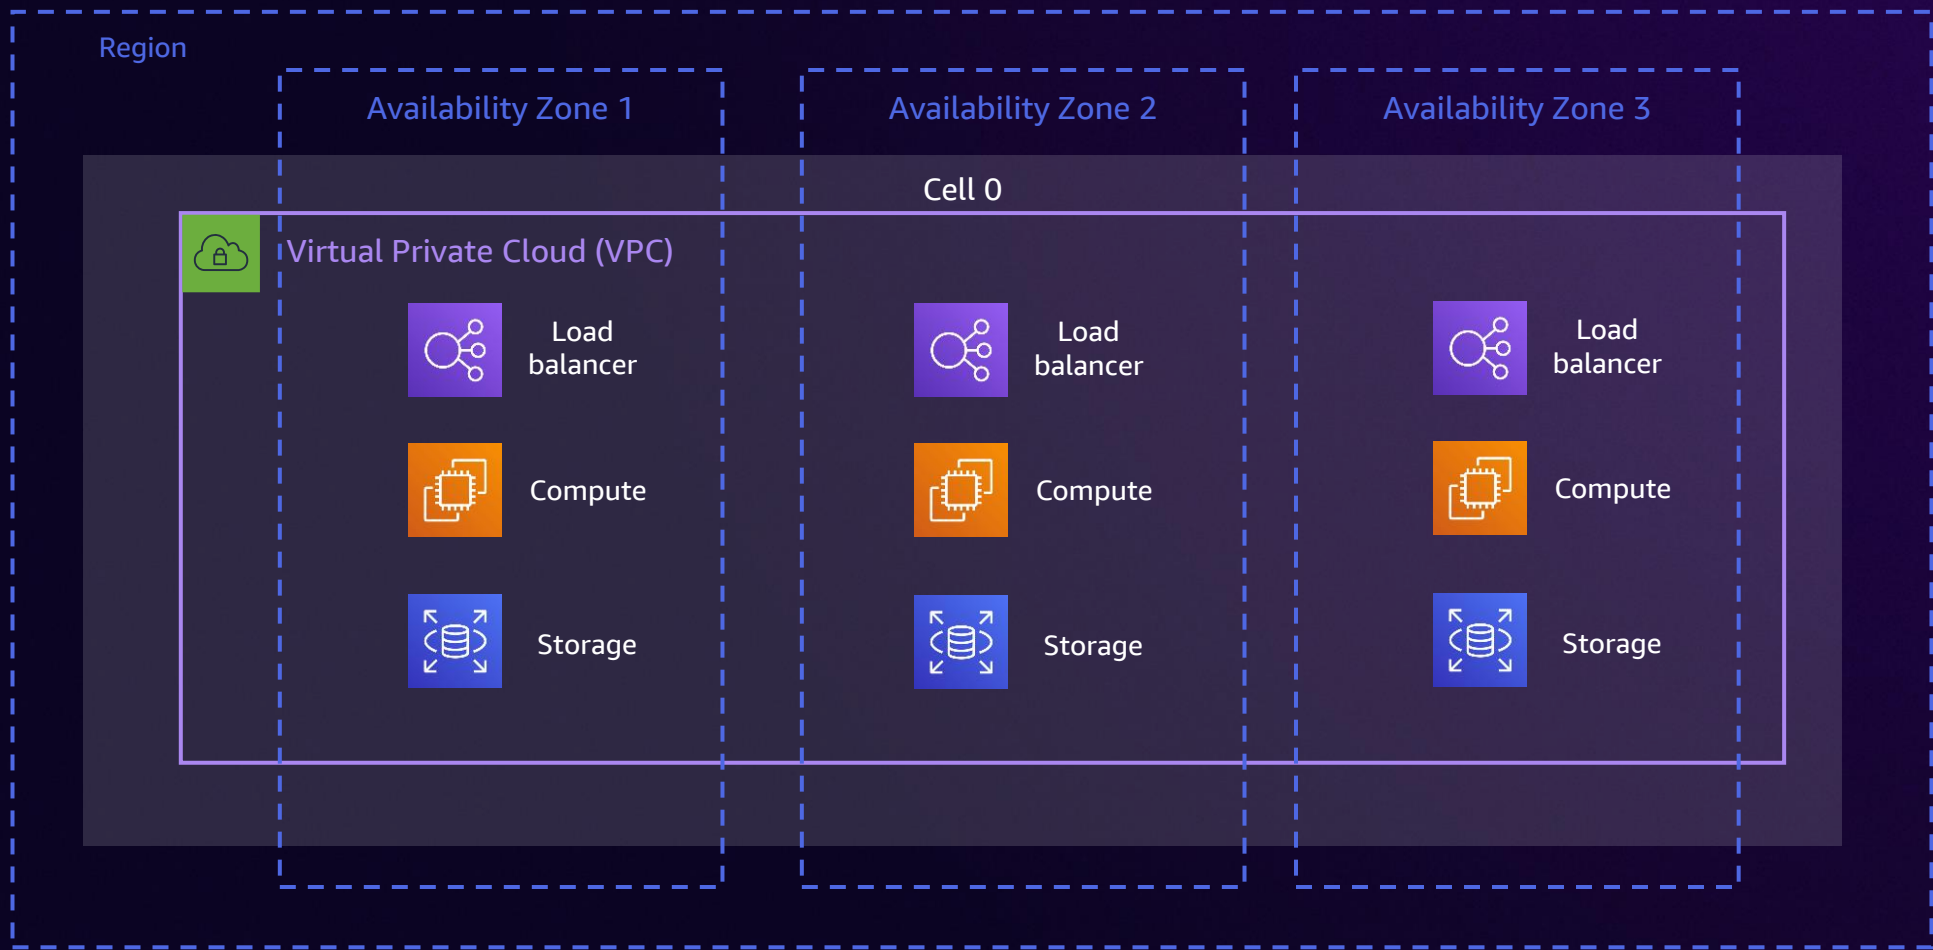 Region
Availability Zone 1
Availability Zone 2
Availability Zone 3
Cell 0
Virtual Private Cloud (VPC)
Load
balancer
Load
balancer
Load
balancer
Compute
Compute
Compute
Storage
Storage
Storage